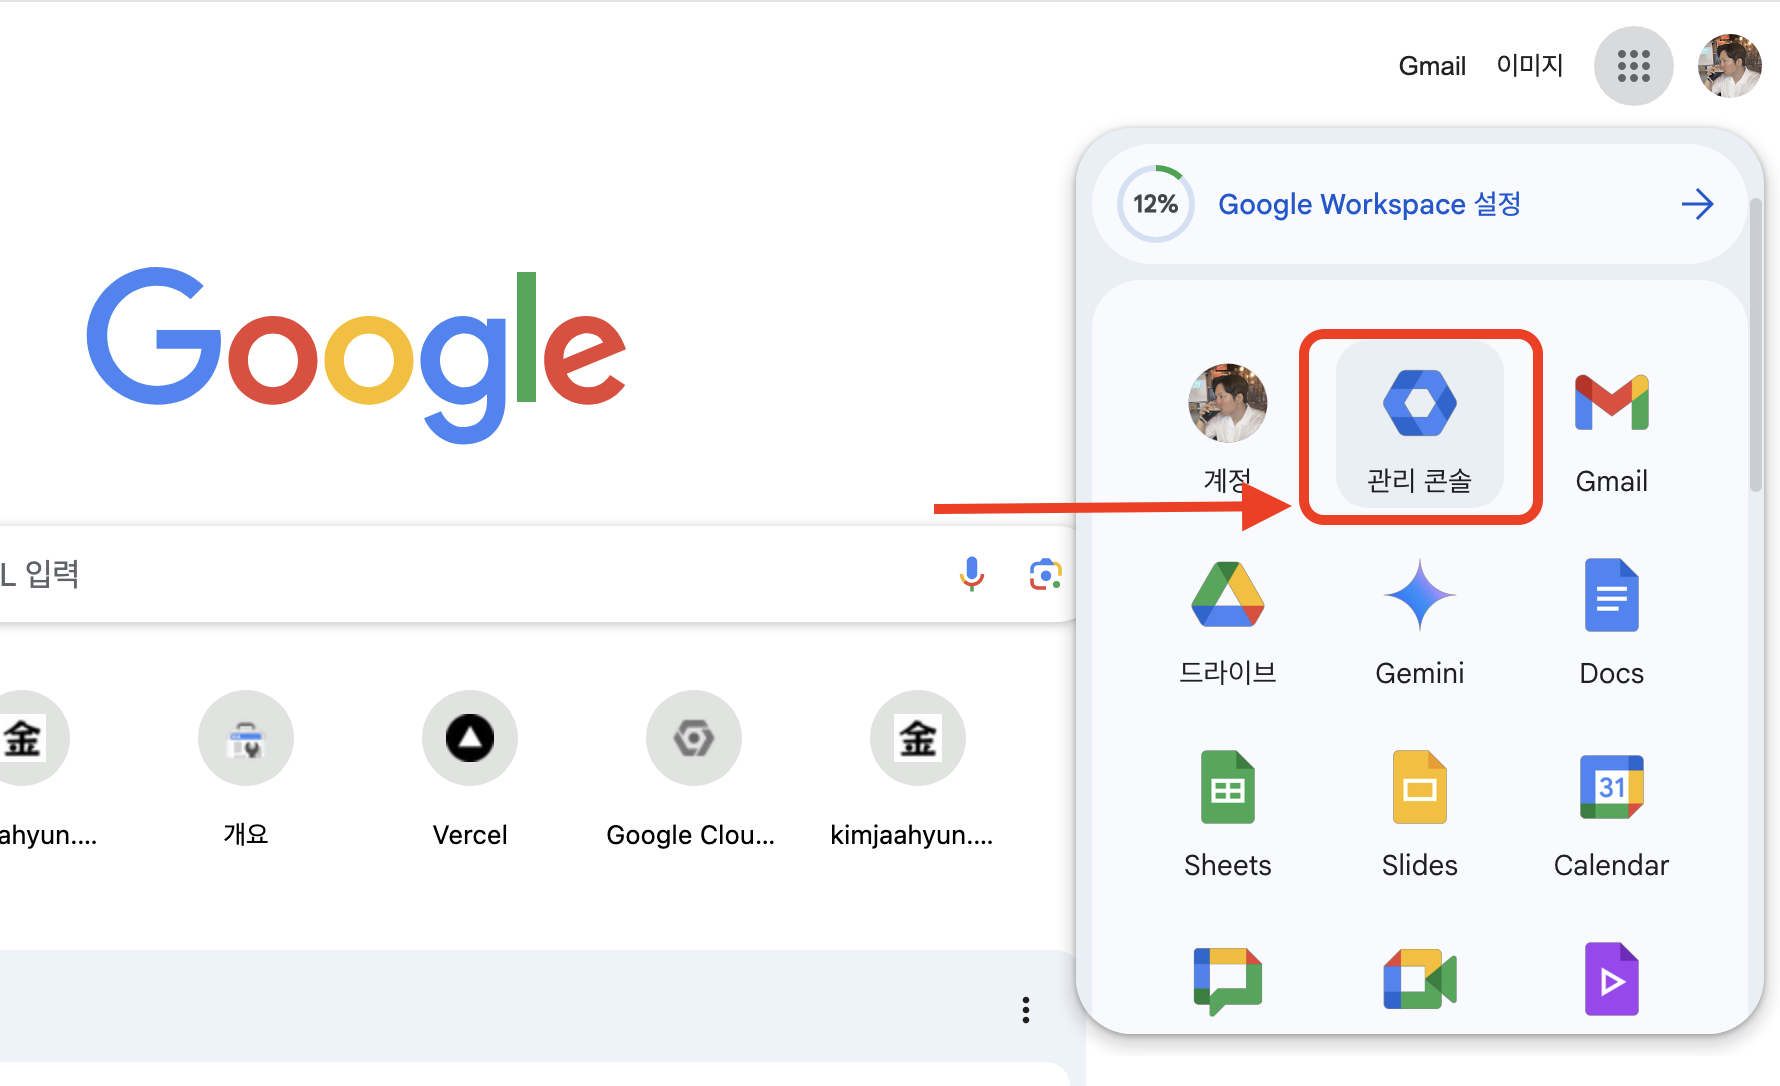 Gmail 이미지
12% Google Workspace 설정
Google
계정 관리 콘솔 Gmail
L 입력
드라이브 Gemini Docs
金 金
31
ahyun.... 개요 Vercel Google Clou... kimjaahyun....
Sheets Slides Calendar